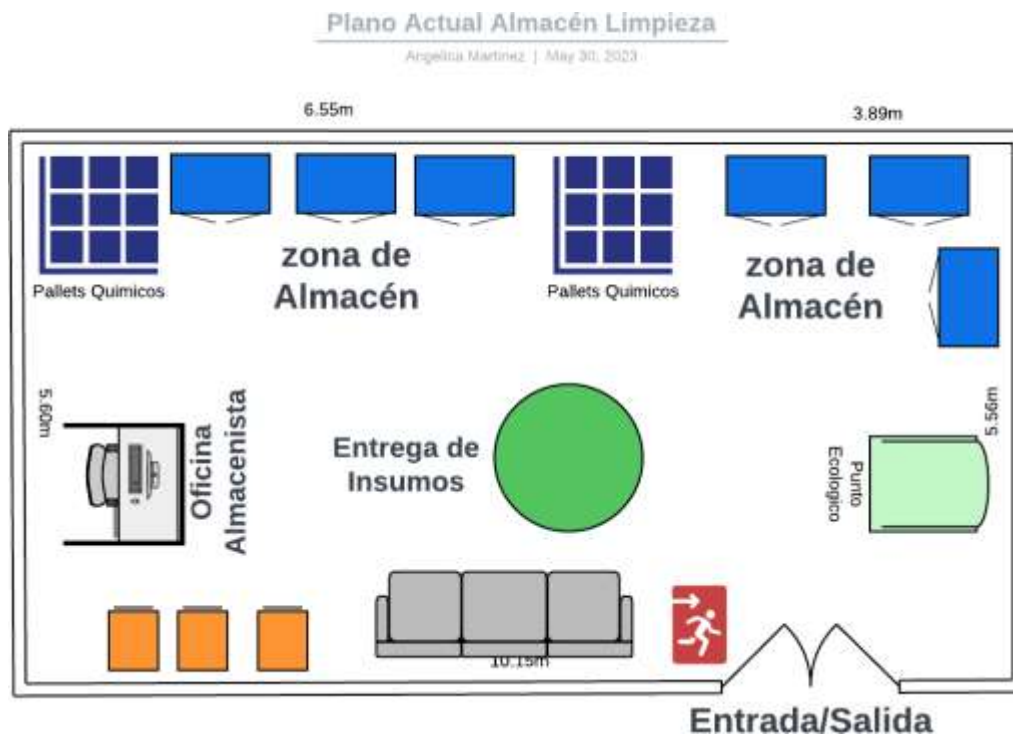 Plano Actual Almacén Limpieza
Angelica Martinez | May 30, 2023
6.55m
3.89m
zona de
Almacén
zona de
Almacén
Pallets Quimicos
Pallets Quimicos
5.60m
Oficina
Almacenista
Entrega de
Insumos
5.56m
Punto
Ecologico
10.15m
Entrada/Salida